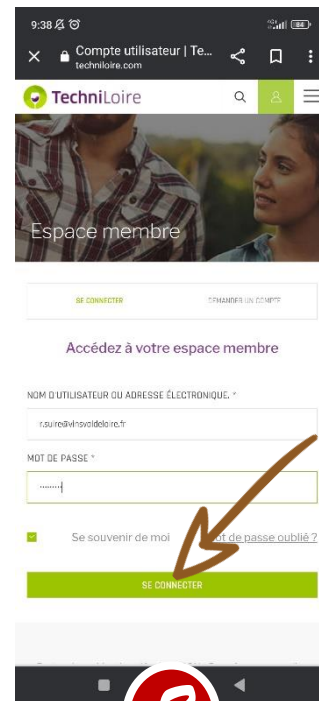 9:38
84
Compte utilisateur | Te...
techniloire.com
TechniLoire
Espace membre
SE CONNECTER
DEMANDER UN COMPTE
Accédez à votre espace membre
NOM D'UTILISATEUR OU ADRESSE ÉLECTRONIQUE. *
r.suire@vinsvaldeloire.fr
MOT DE PASSE *
Se souvenir de moi
ot de passe oublié ?
SE CONNECTER